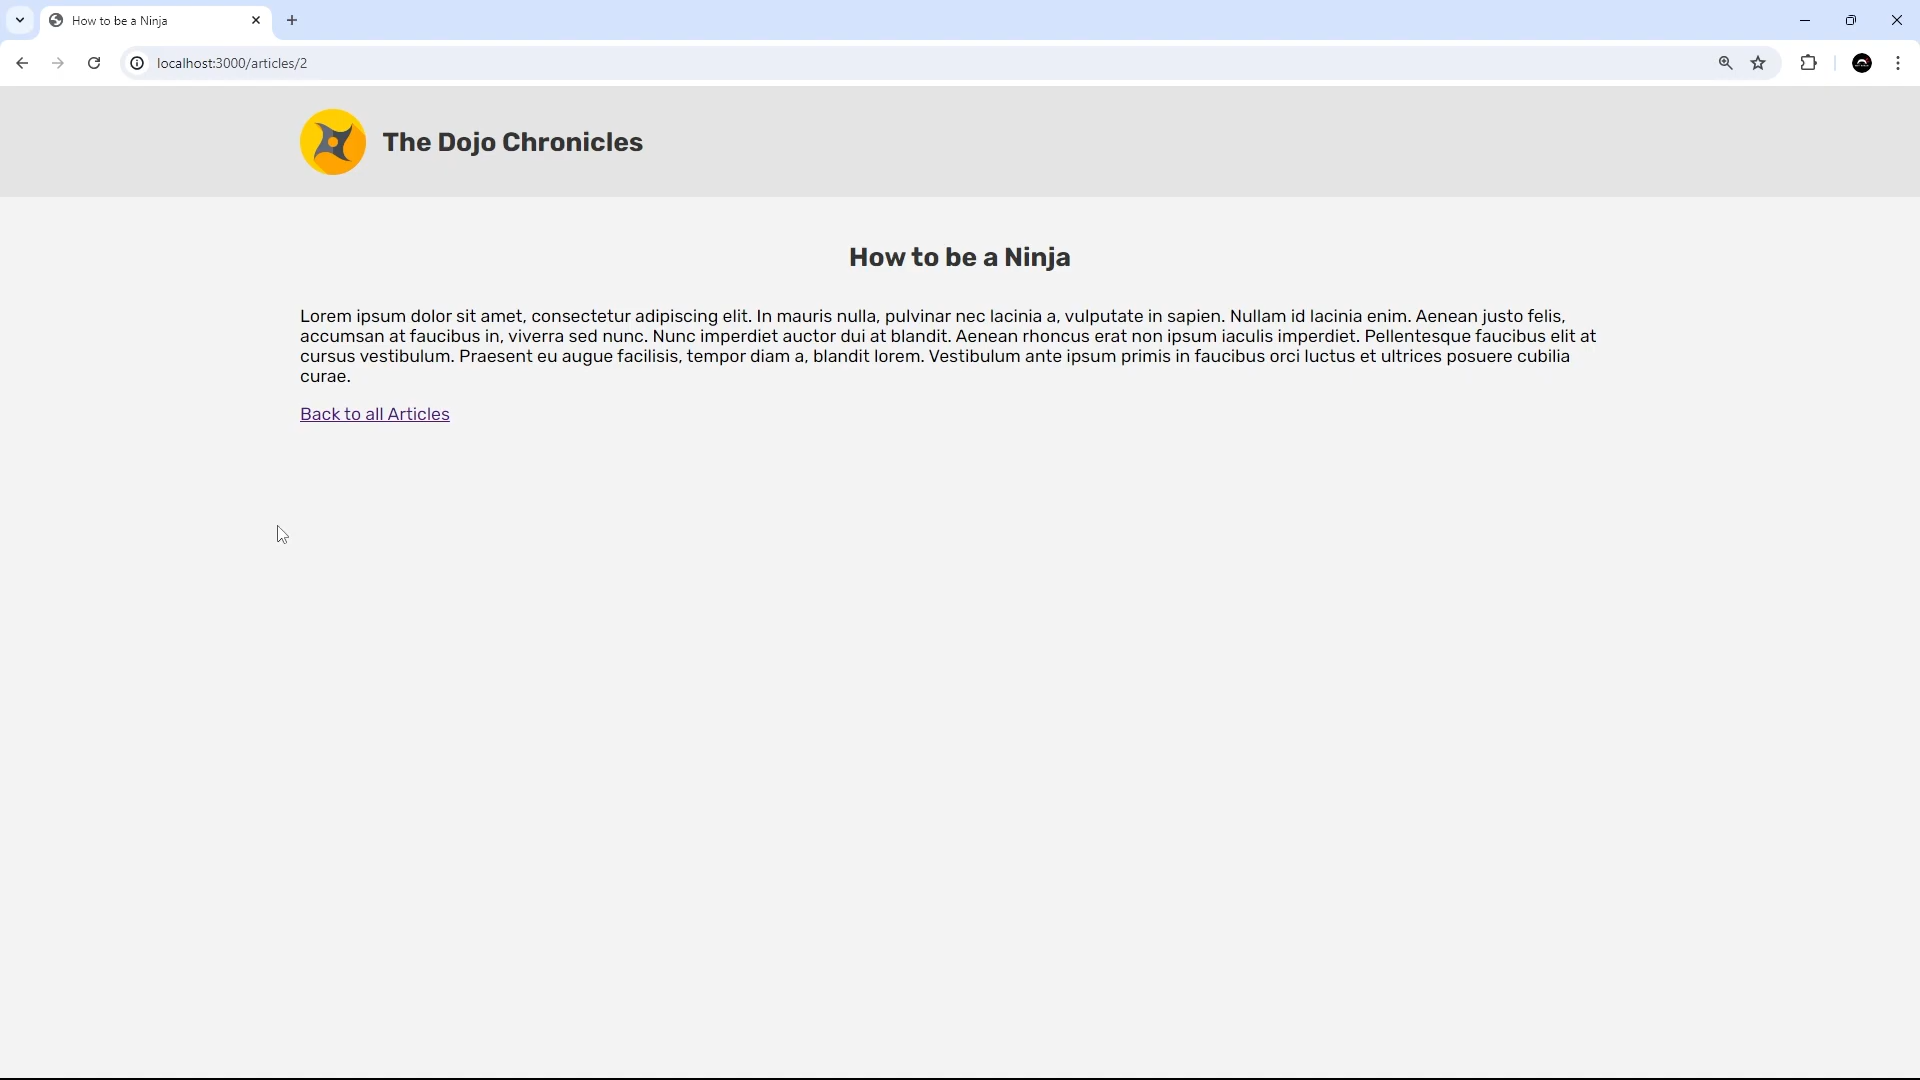 How to be a Ninja
localhost:3000/articles/2
The Dojo Chronicles
How to be a Ninja
Lorem ipsum dolor sit amet, consectetur adipiscing elit. In mauris nulla, pulvinar nec lacinia a, vulputate in sapien. Nullam id lacinia enim. Aenean justo felis,
accumsan at faucibus in, viverra sed nunc. Nunc imperdiet auctor dui at blandit. Aenean rhoncus erat non ipsum iaculis imperdiet. Pellentesque faucibus elit at
cursus vestibulum. Praesent eu augue facilisis, tempor diam a, blandit lorem. Vestibulum ante ipsum primis in faucibus orci luctus et ultrices posuere cubilia
curae.
Back to all Articles